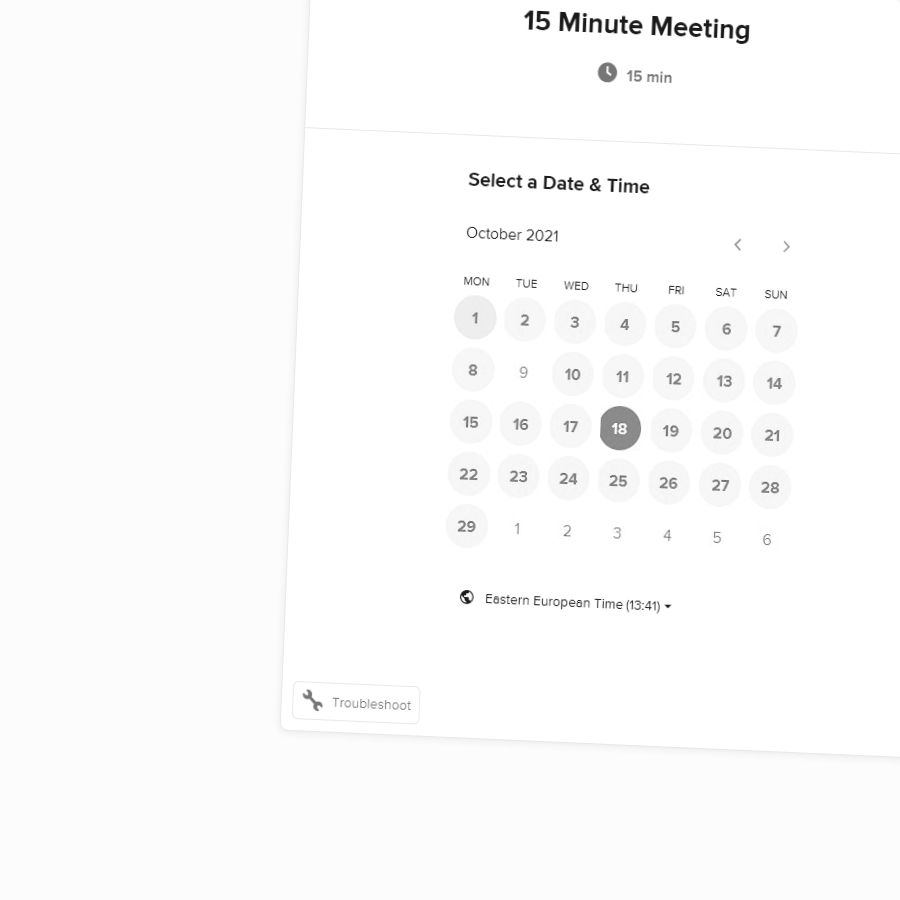 15 Minute Meeting
15 min
Select a Date & Time
October 2021
MON TUE WED THU FRI SAT SUN
1 2 3 4 5 6 7
8 9 10 11 12 13 14
15 16 17 18 19 20 21
22 23 24 25 26 27 28
29 1 2 3 4 5 6
Eastern European Time (13:41)
Troubleshoot